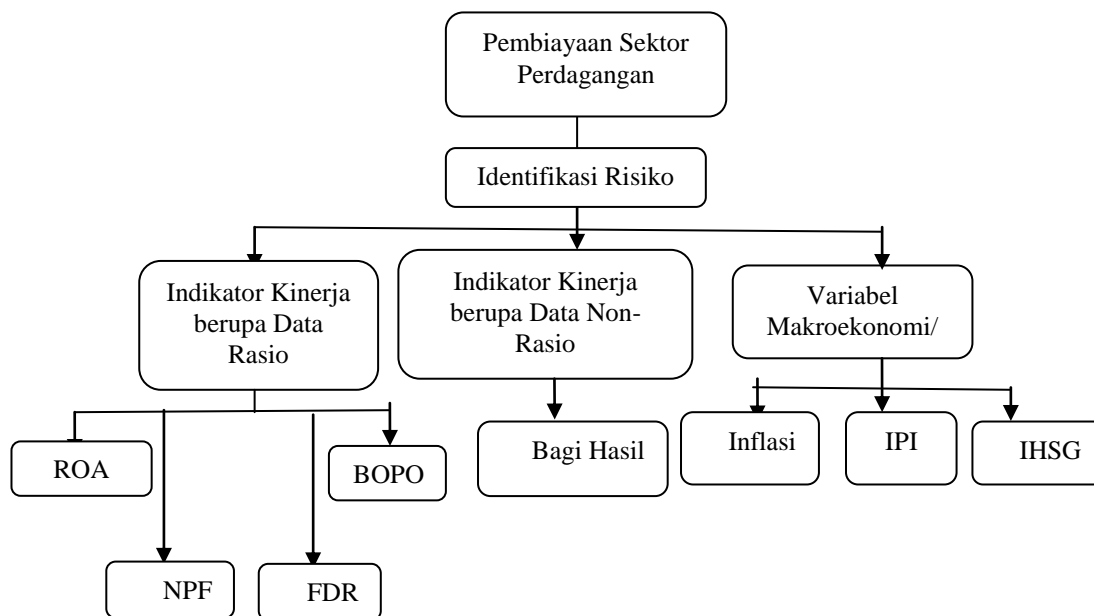 Pembiayaan Sektor
Perdagangan
Identifikasi Risiko
Indikator Kinerja
berupa Data
Rasio
Indikator Kinerja
berupa Data Non-
Rasio
Variabel
Makroekonomi/
ROA
BOPO
Bagi Hasil
Inflasi
IPI
IHSG
NPF
FDR